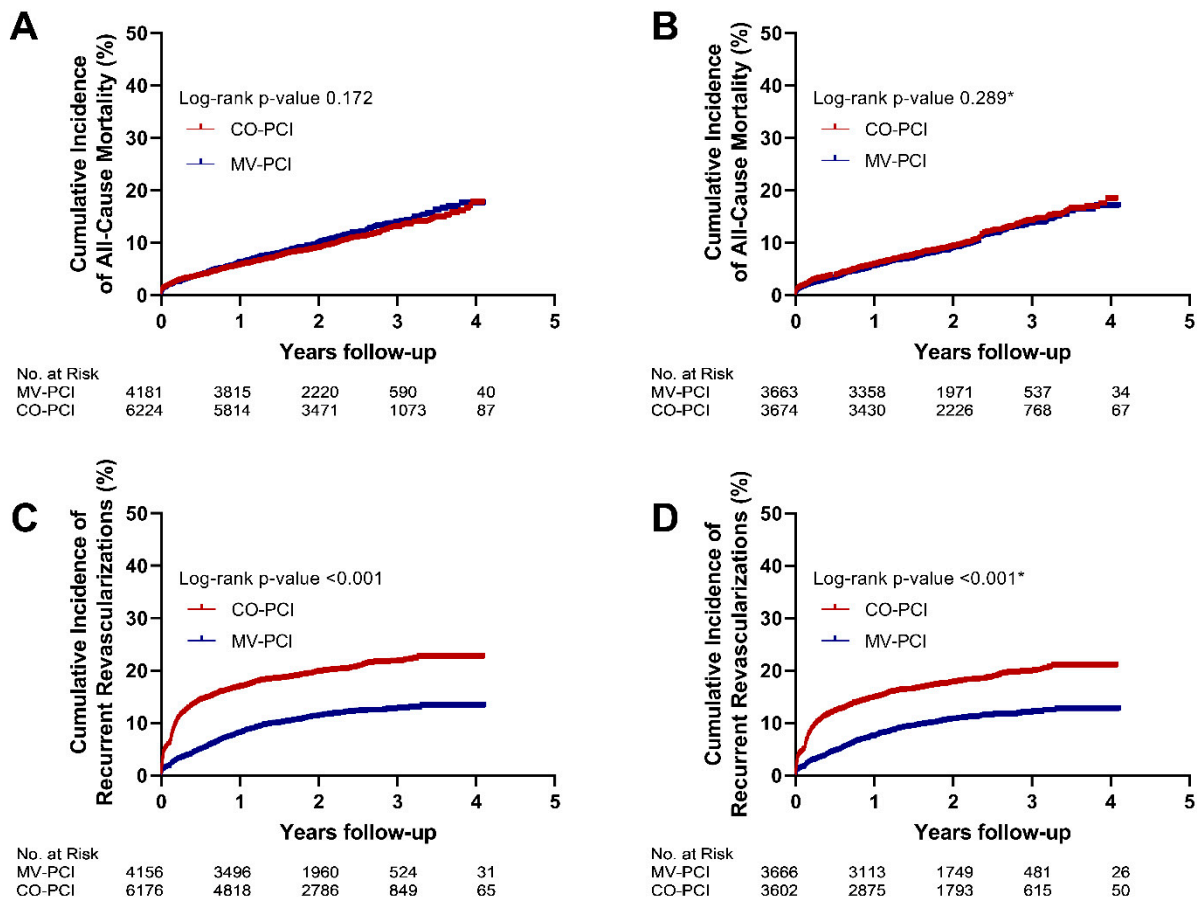 A
Cumulative Incidence
of All-Cause Mortality (%)
50
40
30
20
10
0
Log-rank p-value 0.172
CO-PCI
MV-PCI
0 1 2 3 4 5
Years follow-up
No. at Risk
MV-PCI 4181 3815 2220 590 40
CO-PCI 6224 5814 3471 1073 87
B
Cumulative Incidence
of All-Cause Mortality (%)
50
40
30
20
10
0
Log-rank p-value 0.289*
CO-PCI
MV-PCI
0 1 2 3 4 5
Years follow-up
No. at Risk
MV-PCI 3663 3358 1971 537 34
CO-PCI 3674 3430 2226 768 67
C
Cumulative Incidence of
Recurrent Revascularizations (%)
50
40
30
20
10
0
Log-rank p-value <0.001
CO-PCI
MV-PCI
0 1 2 3 4 5
Years follow-up
No. at Risk
MV-PCI 4156 3496 1960 524 31
CO-PCI 6176 4818 2786 849 65
D
Cumulative Incidence of
Recurrent Revascularizations (%)
50
40
30
20
10
0
Log-rank p-value <0.001*
CO-PCI
MV-PCI
0 1 2 3 4 5
Years follow-up
No. at Risk
MV-PCI 3666 3113 1749 481 26
CO-PCI 3602 2875 1793 615 50